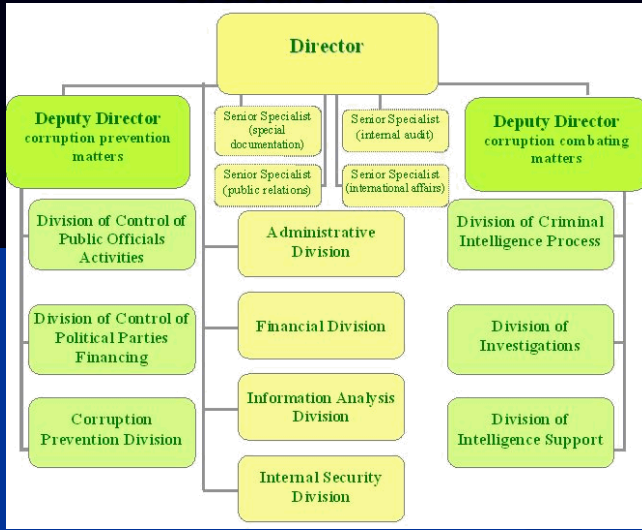 Director
Deputy Director
corruption prevention
matters
Senior Specialist
(special
documentation)
Senior Specialist
(internal audit)
Senior Specialist
(public relations)
Senior Specialist
(international affairs)
Deputy Director
corruption combating
matters
Division of Control of
Public Officials
Activities
Division of Control of
Political Parties
Financing
Corruption
Prevention Division
Administrative
Division
Financial Division
Information Analysis
Division
Internal Security
Division
Division of Criminal
Intelligence Process
Division of
Investigations
Division of
Intelligence Support